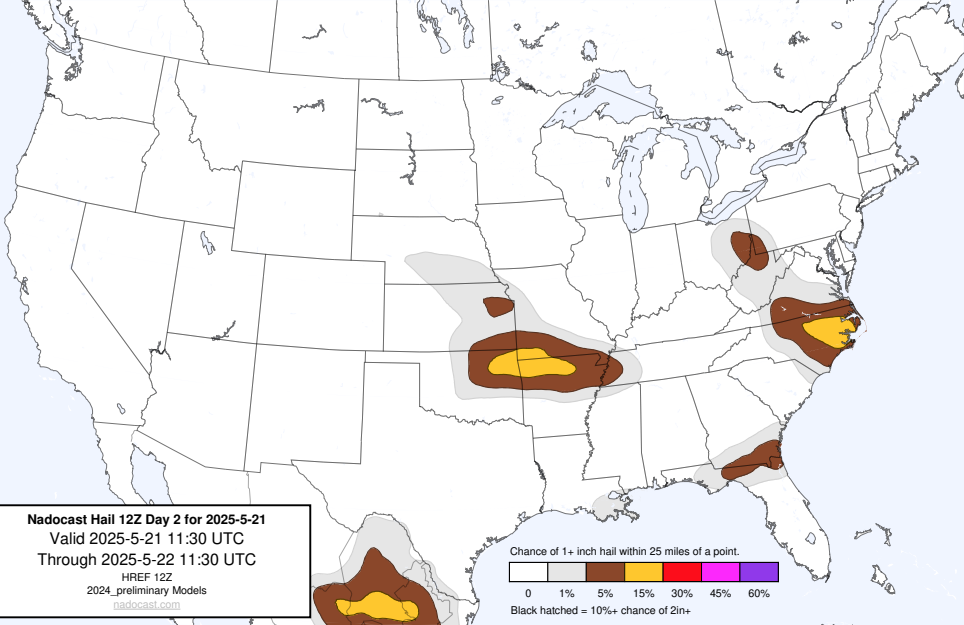 Nadocast Hail 12Z Day 2 for 2025-5-21
Valid 2025-5-21 11:30 UTC
Through 2025-5-22 11:30 UTC
HREF 12Z
2024_preliminary Models
nadocast.com
Chance of 1+ inch hail within 25 miles of a point.
0 1% 5% 15% 30% 45% 60%
Black hatched = 10%+ chance of 2in+